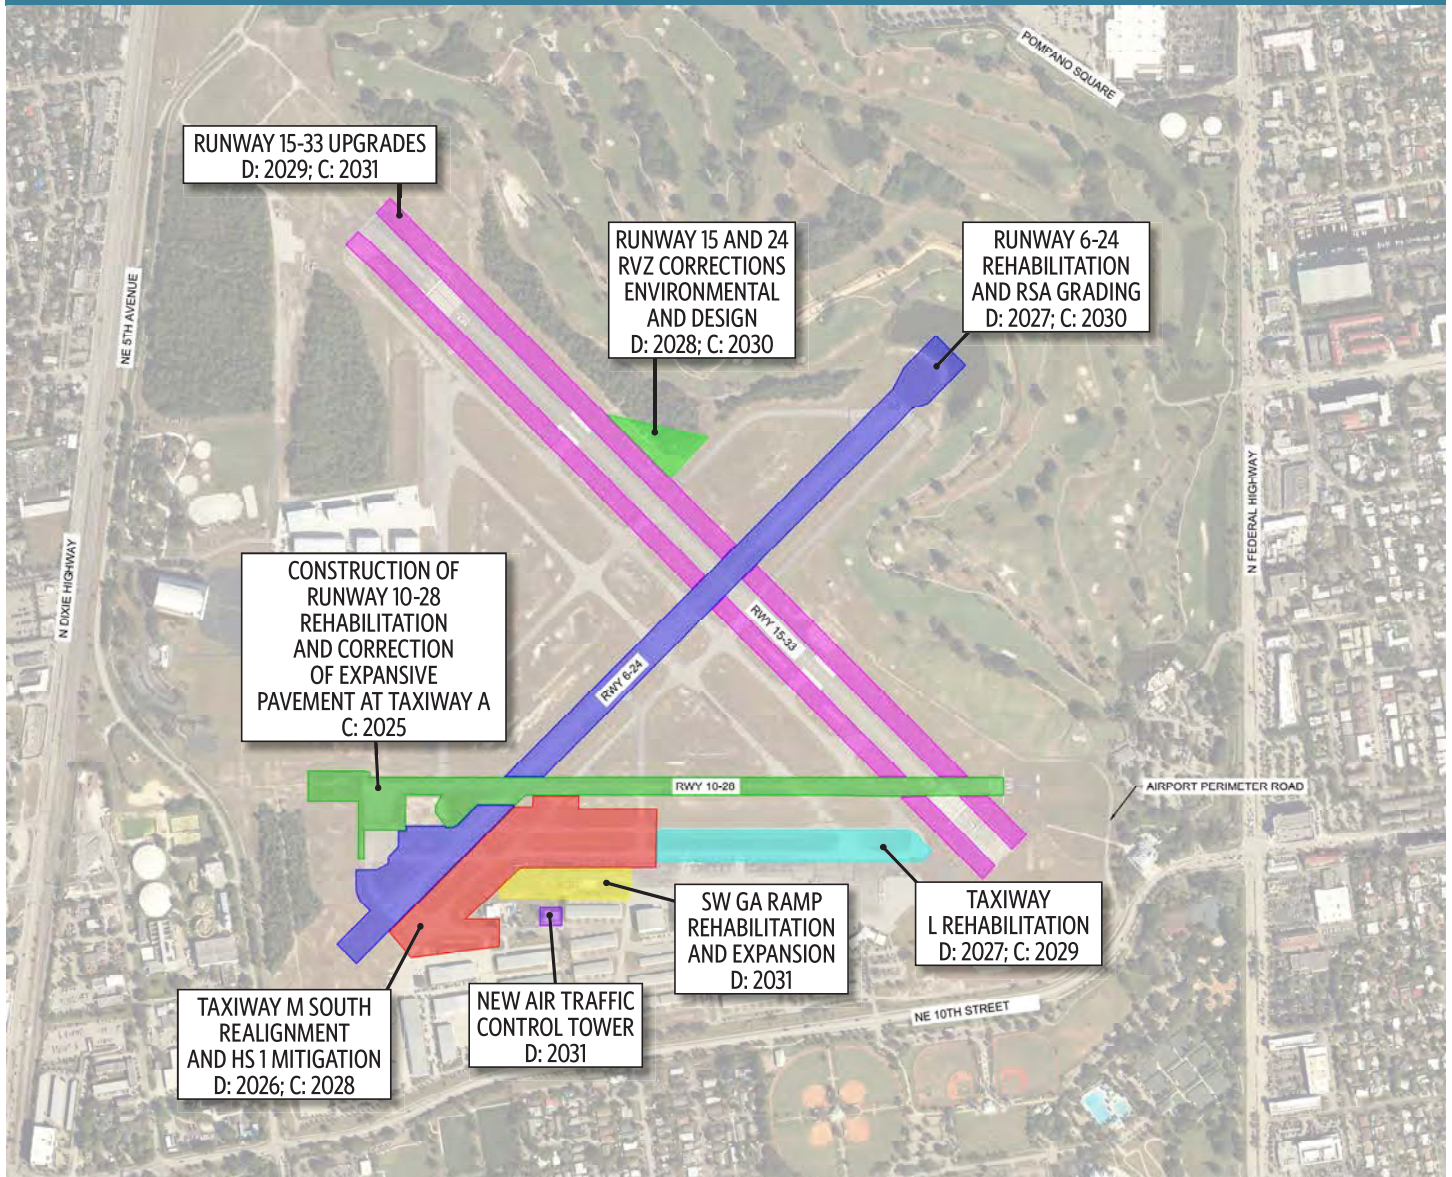 POMPANO SQUARE
RUNWAY 15-33 UPGRADES
D: 2029; C: 2031
RUNWAY 15 AND 24
RVZ CORRECTIONS
ENVIRONMENTAL
AND DESIGN
D: 2028; C: 2030
RUNWAY 6-24
REHABILITATION
AND RSA GRADING
D: 2027; C: 2030
NE 5TH AVENUE
N DIXIE HIGHWAY
N FEDERAL HIGHWAY
CONSTRUCTION OF
RUNWAY 10-28
REHABILITATION
AND CORRECTION
OF EXPANSIVE
PAVEMENT AT TAXIWAY A
C: 2025
RWY 15-33
RWY 6-24
RWY 10-28
AIRPORT PERIMETER ROAD
TAXIWAY
L REHABILITATION
D: 2027; C: 2029
SW GA RAMP
REHABILITATION
AND EXPANSION
D: 2031
NEW AIR TRAFFIC
CONTROL TOWER
D: 2031
TAXIWAY M SOUTH
REALIGNMENT
AND HS 1 MITIGATION
D: 2026; C: 2028
NE 10TH STREET